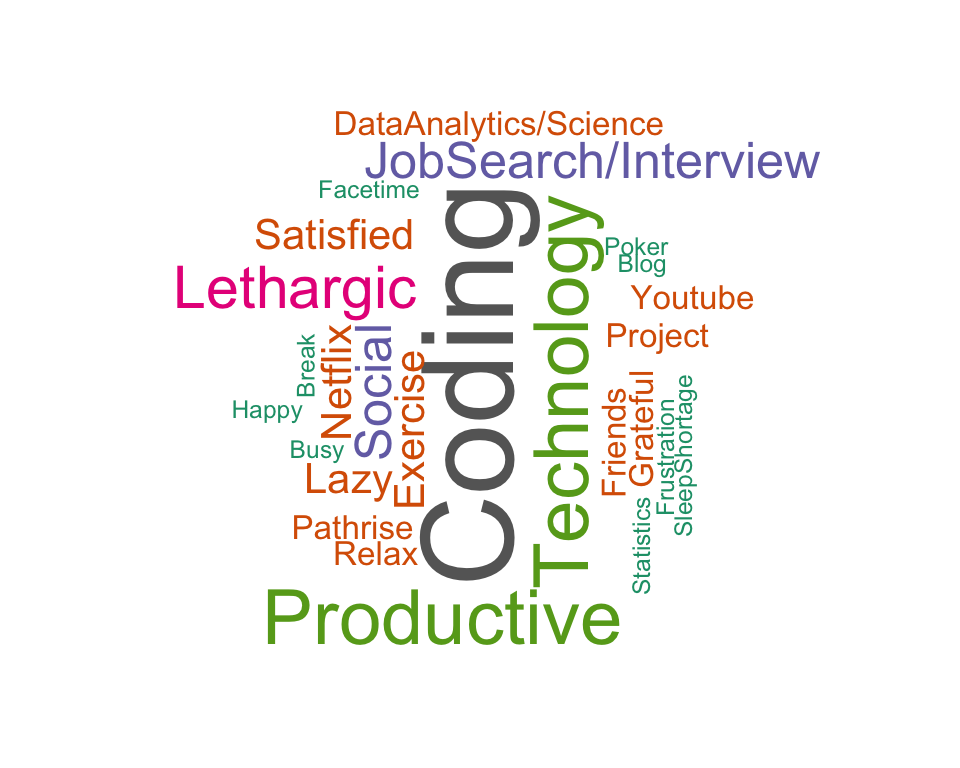 DataAnalytics/Science
JobSearch/Interview
Facetime
Satisfied
Lethargic
Coding
Technology
Poker
Blog
Youtube
Project
Break
Netflix
Social
Exercise
Happy
Busy
Lazy
Pathrise
Relax
Friends
Grateful
Frustration
SleepShortage
Statistics
Productive